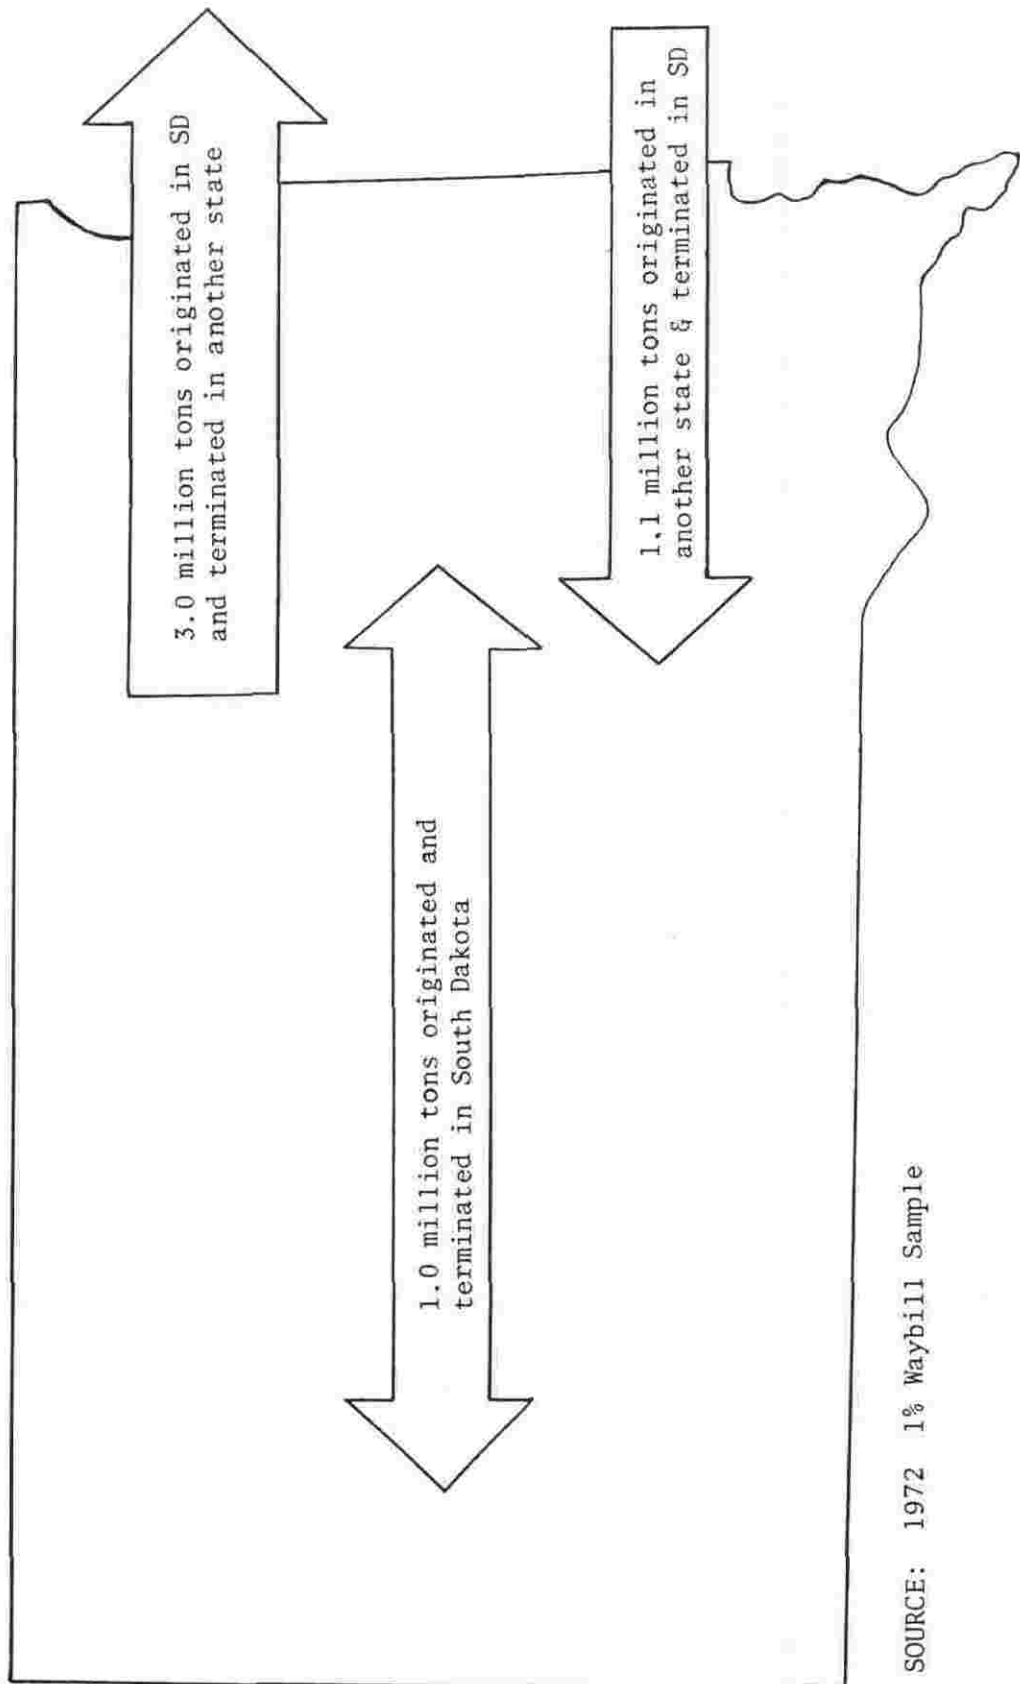 3.0 million tons originated in SD
and terminated in another state
1.0 million tons originated and
terminated in South Dakota
1.1 million tons originated in
another state & terminated in SD
SOURCE: 1972 1% Waybill Sample